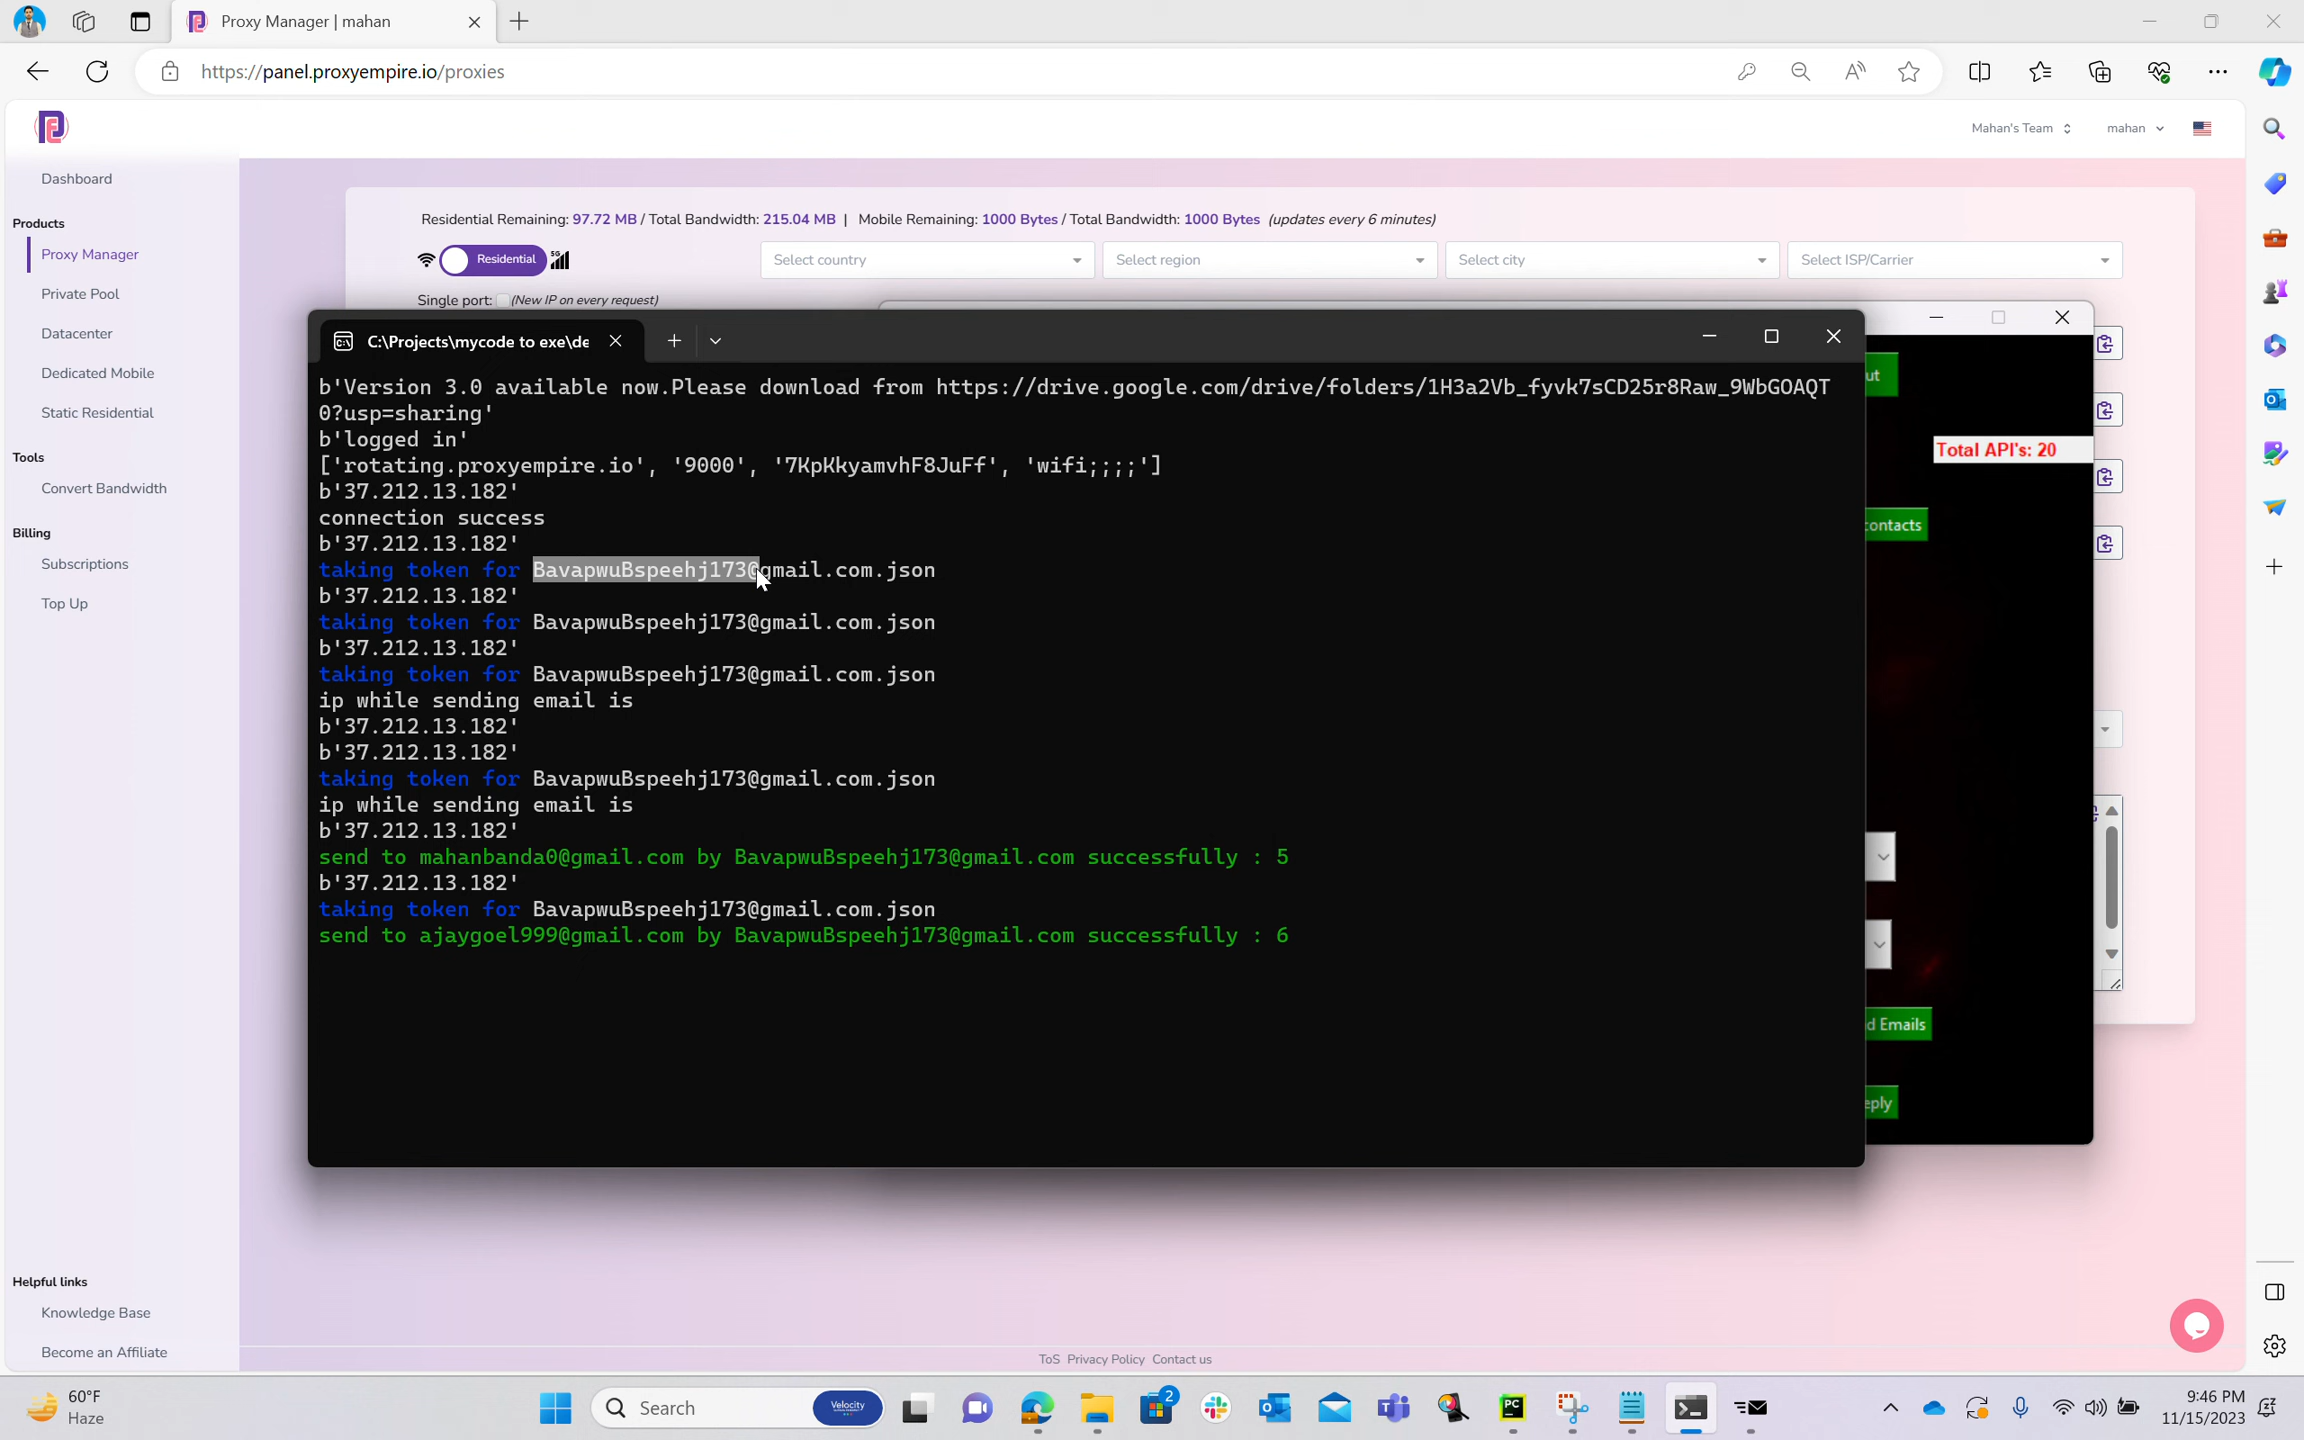 Proxy Manager | mahan
https://panel.proxyempire.io/proxies
Mahan's Team
mahan
Dashboard
Products
Proxy Manager
Private Pool
Datacenter
Dedicated Mobile
Static Residential
Tools
Convert Bandwidth
Billing
Subscriptions
Top Up
Helpful links
Knowledge Base
Become an Affiliate
Residential Remaining: 97.72 MB / Total Bandwidth: 215.04 MB | Mobile Remaining: 1000 Bytes / Total Bandwidth: 1000 Bytes (updates every 6 minutes)
Residential
5G
Select country
Select region
Select city
Select ISP/Carrier
Single port: (New IP on every request)
C:\Projects\mycode to exe\de
b'Version 3.0 available now.Please download from https://drive.google.com/drive/folders/1H3a2Vb_fyvk7sCD25r8Raw_9WbGOAQT
0?usp=sharing'
b'logged in'
['rotating.proxyempire.io', '9000', '7KpKkyamvhF8JuFf', 'wifi;;;;']
b'37.212.13.182'
connection success
b'37.212.13.182'
taking token for BavapwuBspeehj173@gmail.com.json
b'37.212.13.182'
taking token for BavapwuBspeehj173@gmail.com.json
b'37.212.13.182'
taking token for BavapwuBspeehj173@gmail.com.json
ip while sending email is
b'37.212.13.182'
b'37.212.13.182'
taking token for BavapwuBspeehj173@gmail.com.json
ip while sending email is
b'37.212.13.182'
send to mahanbanda0@gmail.com by BavapwuBspeehj173@gmail.com successfully : 5
b'37.212.13.182'
taking token for BavapwuBspeehj173@gmail.com.json
send to ajaygoel999@gmail.com by BavapwuBspeehj173@gmail.com successfully : 6
ut
Total API's: 20
contacts
d Emails
eply
ToS Privacy Policy Contact us
60°F
Haze
Search
Velocity
2
9:46 PM
11/15/2023